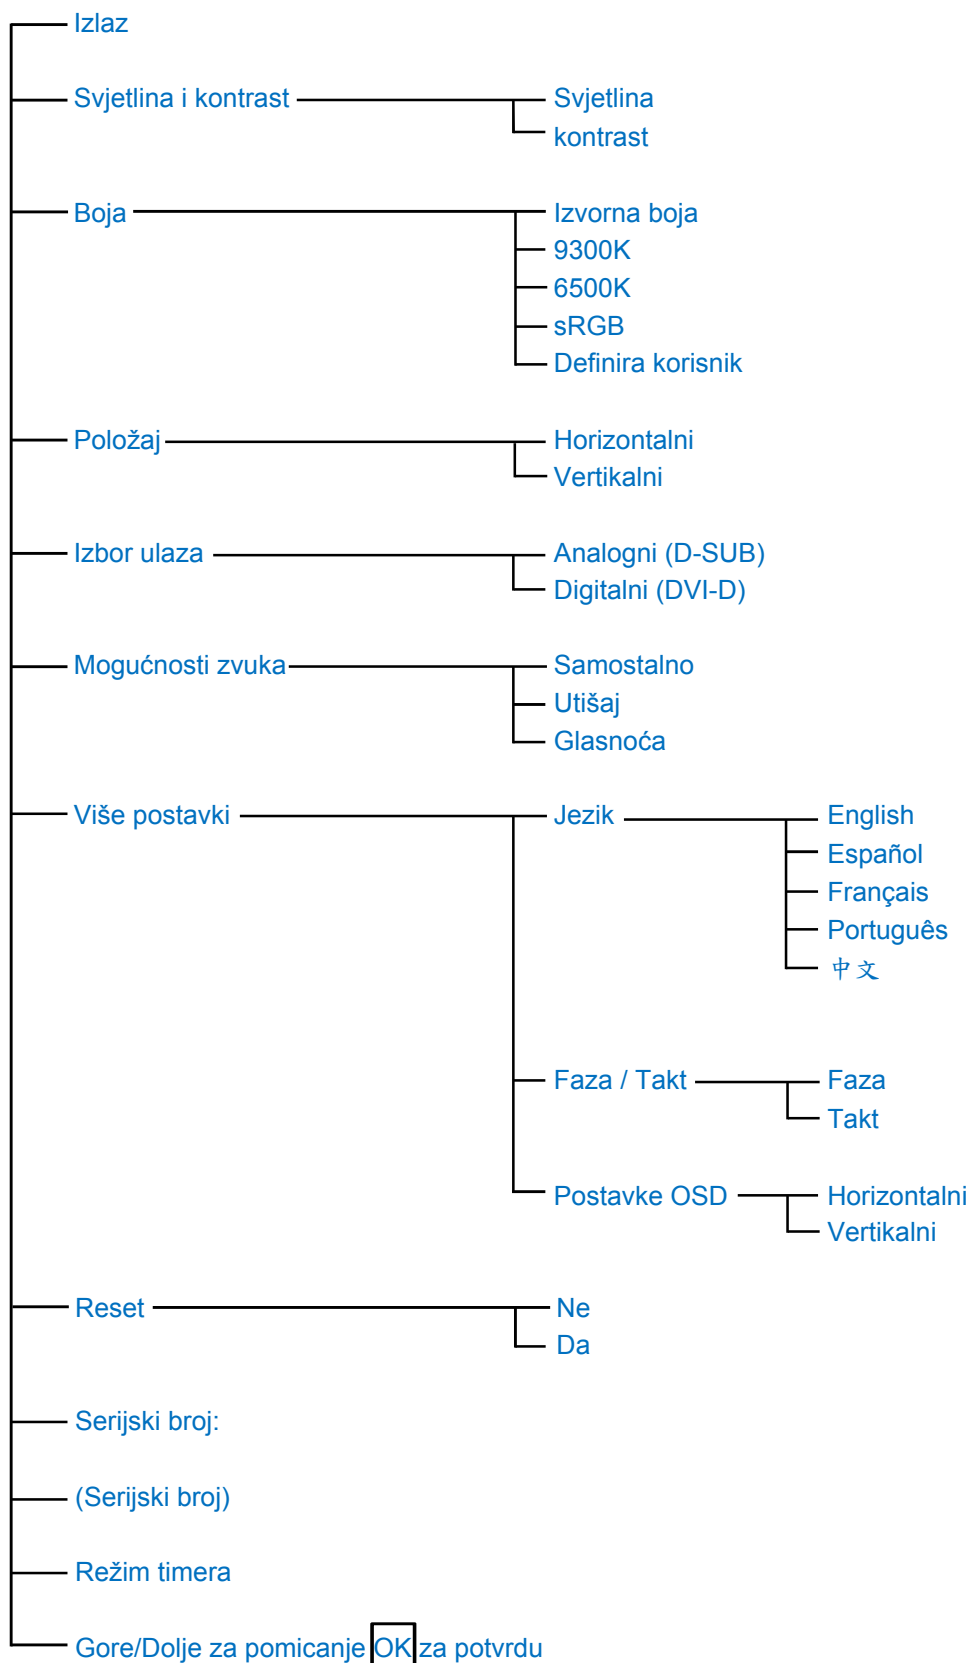 Izlaz
Svjetlina i kontrast
Svjetlina
kontrast
Boja
Izvorna boja
9300K
6500K
sRGB
Definira korisnik
Položaj
Horizontalni
Vertikalni
Izbor ulaza
Analogni (D-SUB)
Digitalni (DVI-D)
Mogućnosti zvuka
Samostalno
Utišaj
Glasnoća
Više postavki
Jezik
English
Español
Français
Português
中文
Faza / Takt
Faza
Takt
Postavke OSD
Horizontalni
Vertikalni
Reset
Ne
Da
Serijski broj:
(Serijski broj)
Režim timera
Gore/Dolje za pomicanje OK za potvrdu